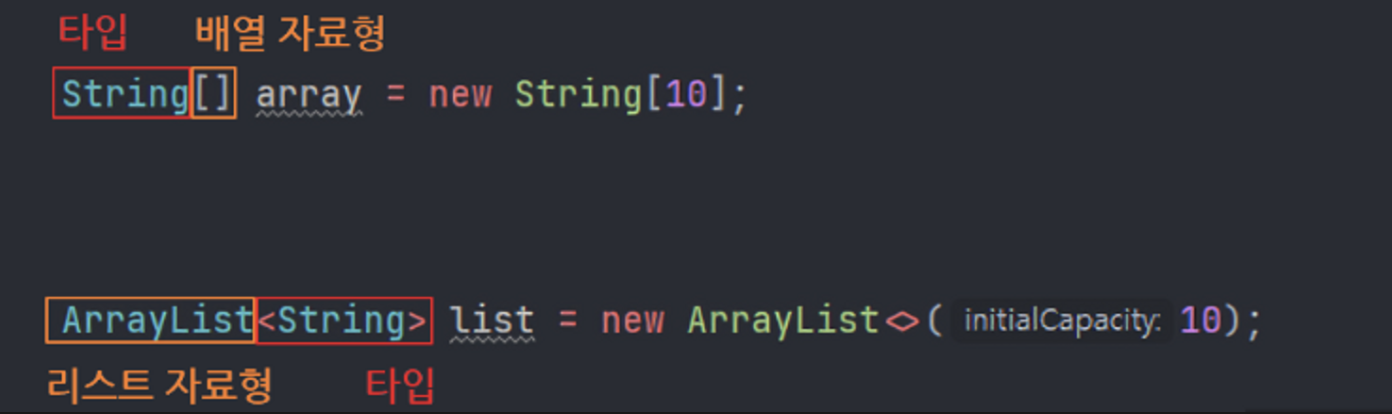 타입 배열 자료형
String[] array = new String[10];
ArrayList<String> list = new ArrayList<>( initialCapacity: 10);
리스트 자료형 타입